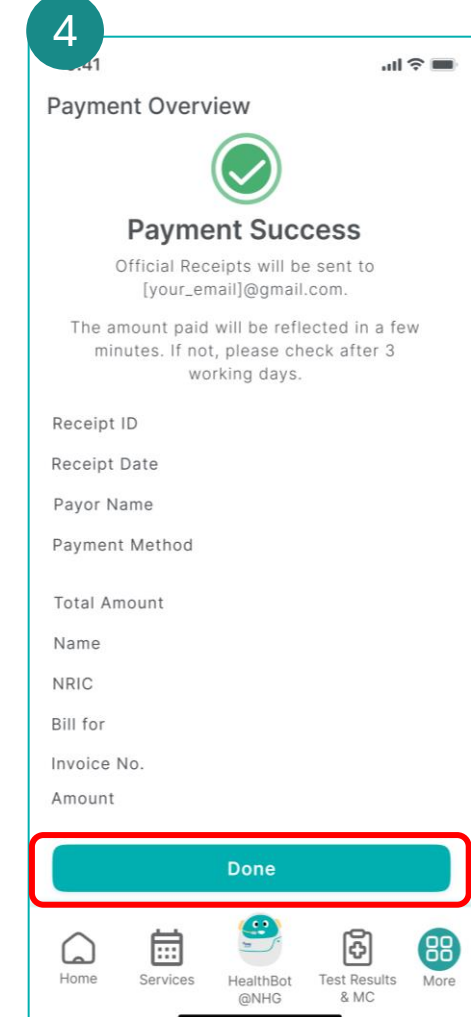 4
9:41
Payment Overview
Payment Success
Official Receipts will be sent to
[your_email]@gmail.com.
The amount paid will be reflected in a few
minutes. If not, please check after 3
working days.
Receipt ID
Receipt Date
Payor Name
Payment Method
Total Amount
Name
NRIC
Bill for
Invoice No.
Amount
Done
Home
Services
HealthBot
@NHG
Test Results
& MC
More